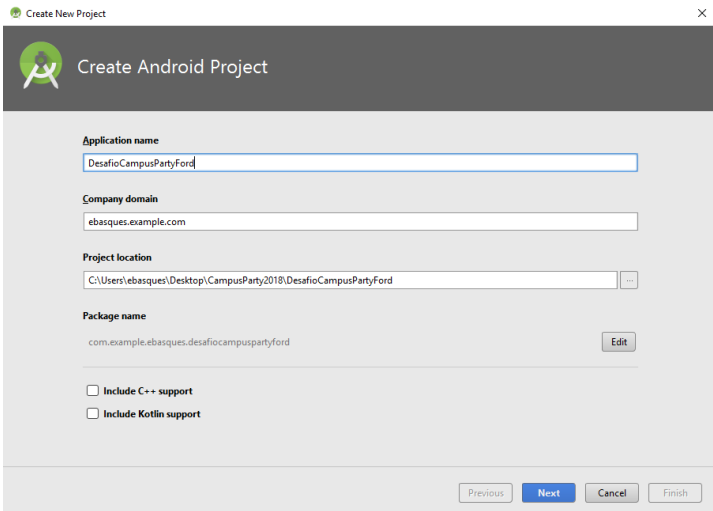 Create New Project
Create Android Project
Application name
DesafioCampusPartyFord
Company domain
ebasques.example.com
Project location
C:\Users\ebasques\Desktop\CampusParty2018\DesafioCampusPartyFord
...
Package name
com.example.ebasques.desafiocampuspartyford
Edit
Include C++ support
Include Kotlin support
Previous Next Cancel Finish